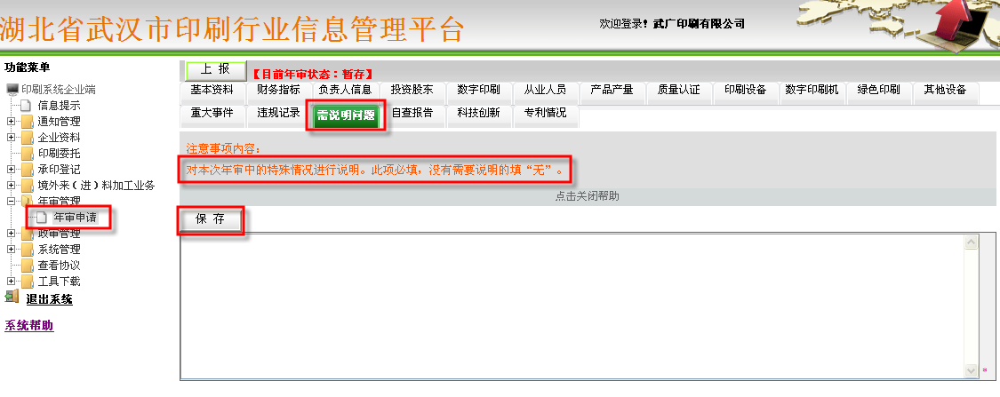 湖北省武汉市印刷行业信息管理平台
欢迎登录！武广印刷有限公司
功能菜单
印刷系统企业端
信息提示
通知管理
企业资料
印刷委托
承印登记
境外来（进）料加工业务
年审管理
年审申请
政审管理
系统管理
查看协议
工具下载
退出系统
系统帮助
上 报 【目前年审状态：暂存】
基本资料 财务指标 负责人信息 投资股东 数字印刷 从业人员 产品产量 质量认证 印刷设备 数字印刷机 绿色印刷 其他设备
重大事件 违规记录 需说明问题 自查报告 科技创新 专利情况
注意事项内容：
对本次年审中的特殊情况进行说明。此项必填，没有需要说明的填“无”。
点击关闭帮助
保 存
*